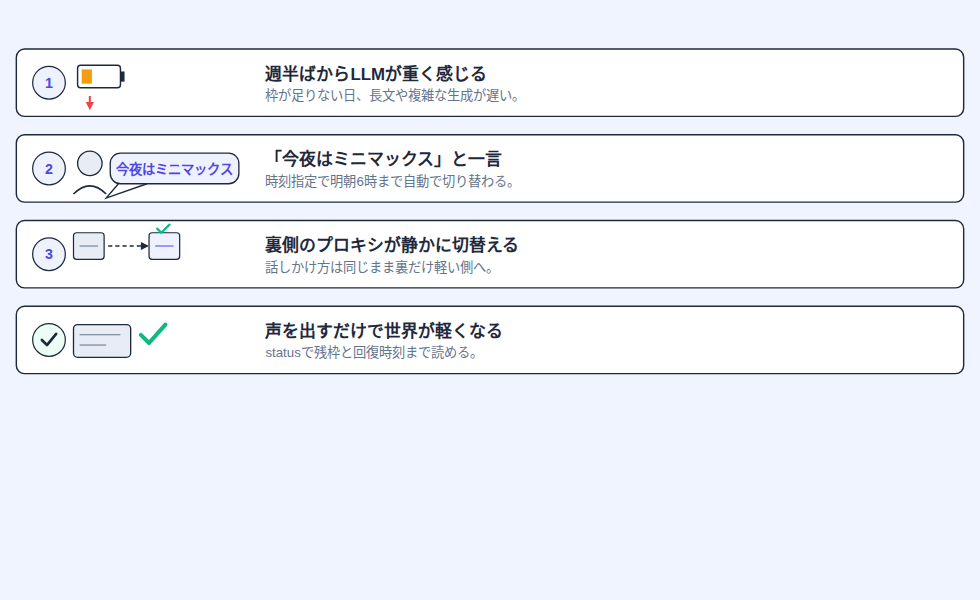 1
週半ばからLLMが重く感じる
枠が足りない日、長文や複雑な生成が遅い。
2
今夜はミニマックス
「今夜はミニマックス」と一言
時刻指定で明朝6時まで自動で切り替わる。
3
裏側のプロキシが静かに切替える
話しかけ方は同じまま裏だけ軽い側へ。
声を出すだけで世界が軽くなる
statusで残枠と回復時刻まで読める。